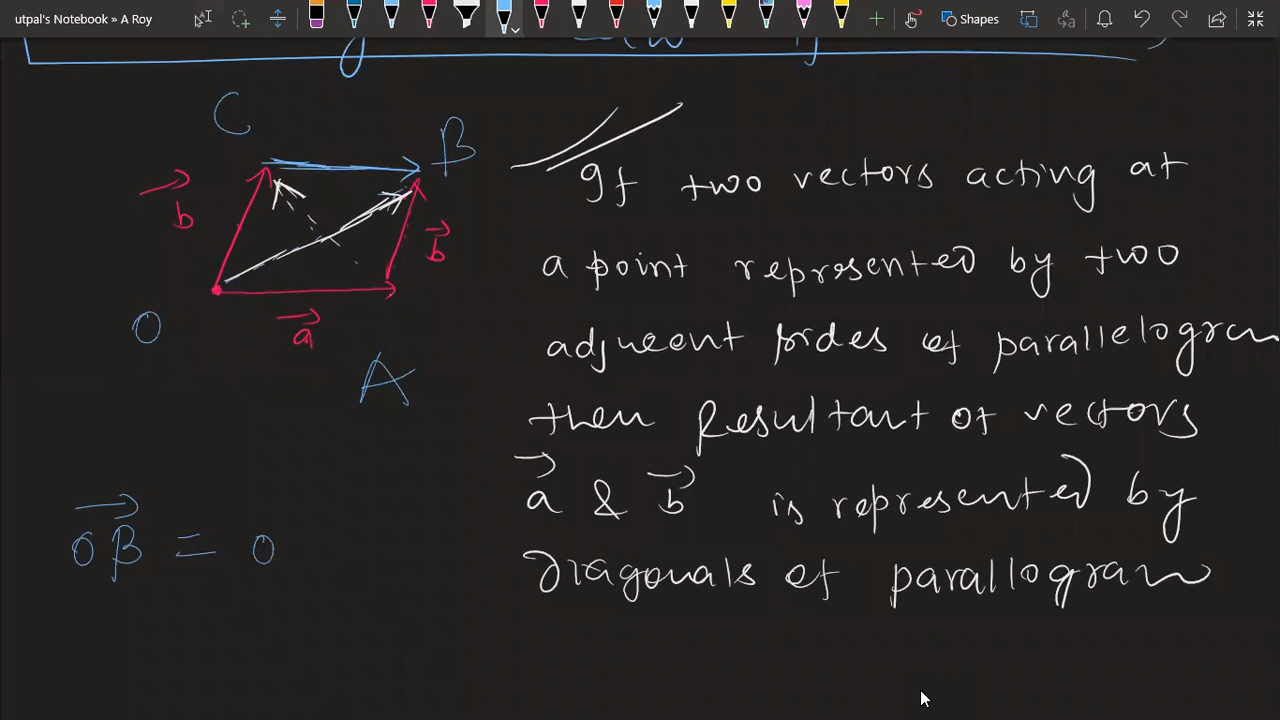 utpal's Notebook » A Roy
Shapes
C
B
b
b
O
a
A
If two vectors acting at
a point represented by two
adjucent sides of parallelogram
then Resultant of vectors
a & b is represented by
Diagonals of parallogram
OB = O